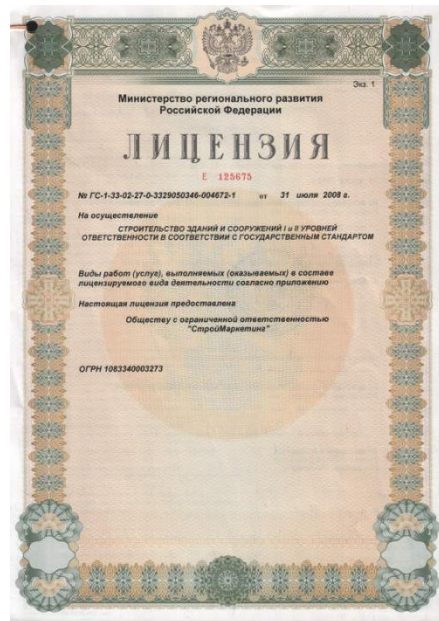 Экз. 1
Министерство регионального развития
Российской Федерации
ЛИЦЕНЗИЯ
Е 125675
№ ГС-1-33-02-27-0-3329050346-004672-1 от 31 июля 2008 г.
На осуществление
СТРОИТЕЛЬСТВО ЗДАНИЙ И СООРУЖЕНИЙ I и II УРОВНЕЙ
ОТВЕТСТВЕННОСТИ В СООТВЕТСТВИИ С ГОСУДАРСТВЕННЫМ СТАНДАРТОМ
Виды работ (услуг), выполняемых (оказываемых) в составе
лицензируемого вида деятельности согласно приложению
Настоящая лицензия предоставлена
Обществу с ограниченной ответственностью
"СтройМаркетинг"
ОГРН 1083340003273